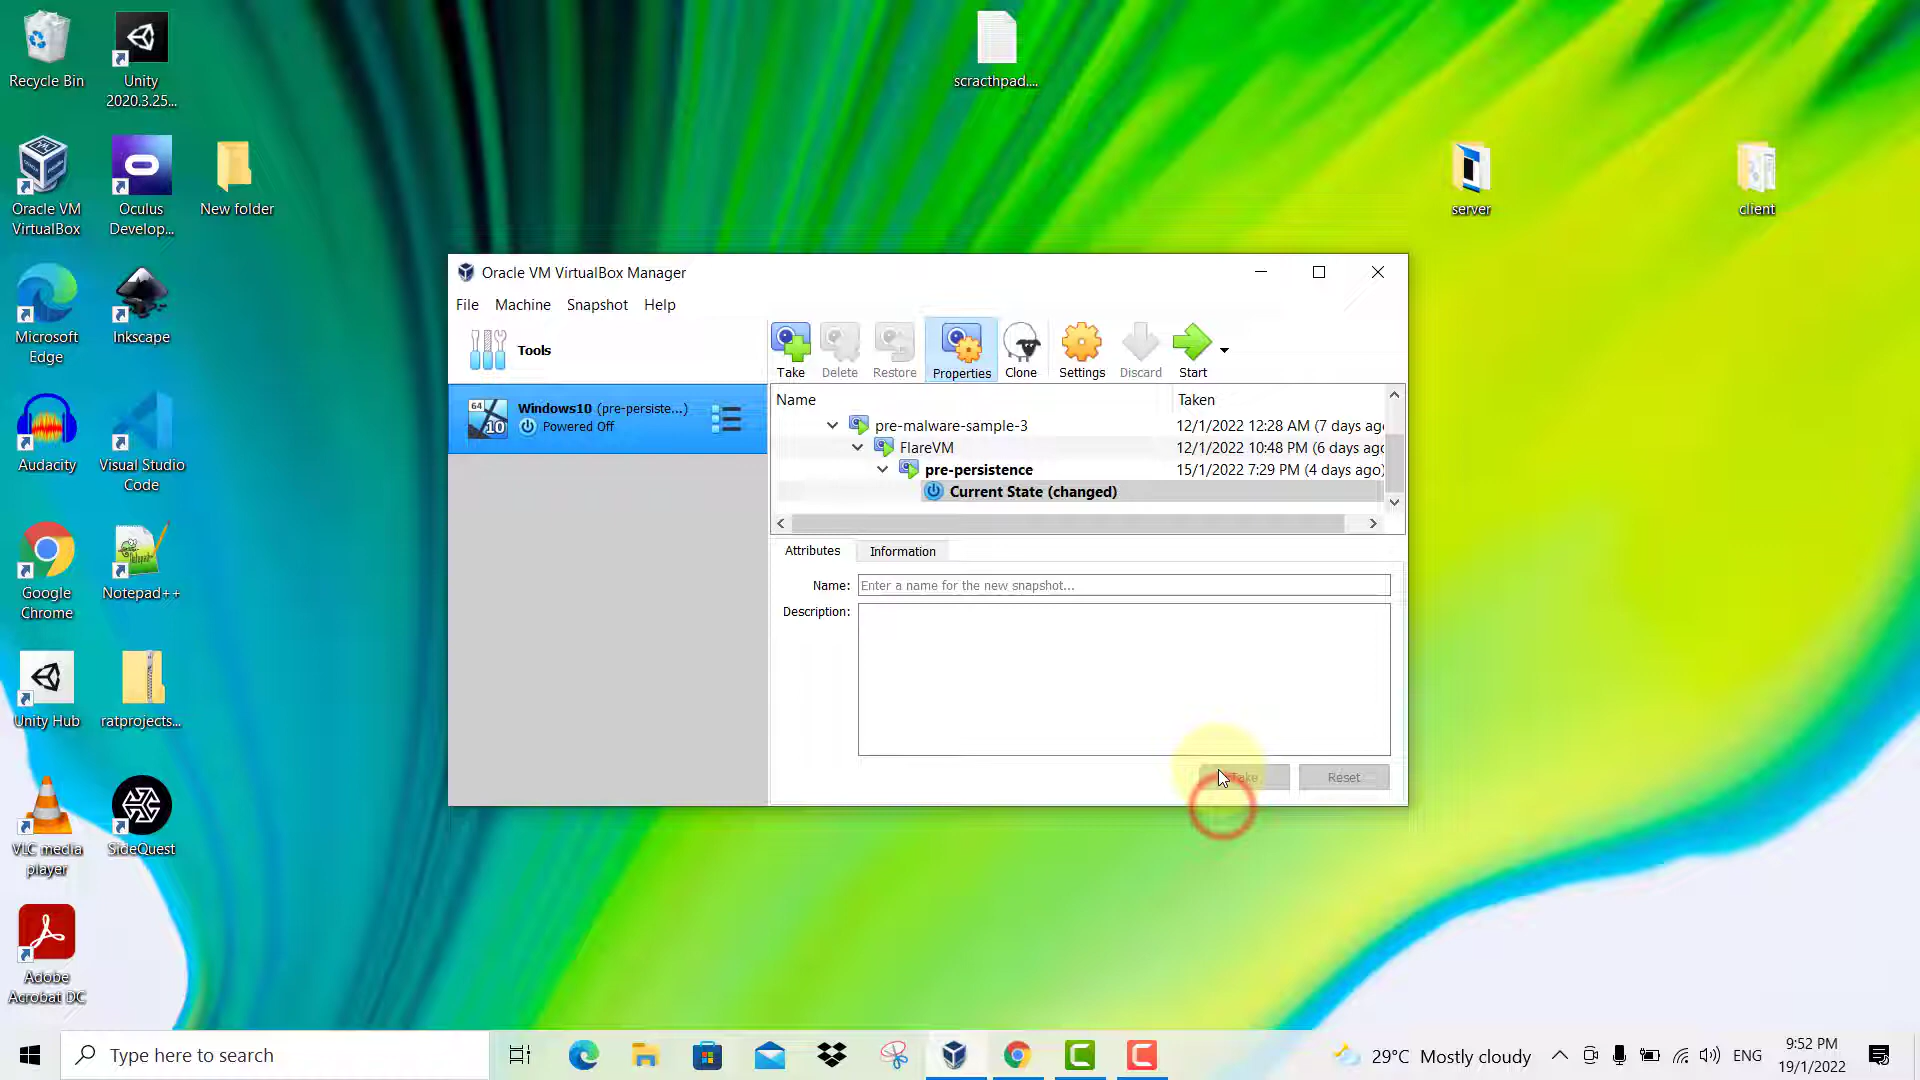 Recycle Bin
Unity
2020.3.25...
scracthpad....
Oracle VM
VirtualBox
Oculus
Develop...
New folder
server
client
Microsoft
Edge
Inkscape
Audacity
Visual Studio
Code
Google
Chrome
Notepad++
Unity Hub
ratprojects...
VLC media
player
SideQuest
Adobe
Acrobat DC
Oracle VM VirtualBox Manager
File Machine Snapshot Help
Tools
Take Delete Restore Properties Clone Settings Discard Start
64
10
Windows10 (pre-persiste...)
Powered Off
Name Taken
pre-malware-sample-3 12/1/2022 12:28 AM (7 days ago
FlareVM 12/1/2022 10:48 PM (6 days ago
pre-persistence 15/1/2022 7:29 PM (4 days ago)
Current State (changed)
Attributes Information
Name: Enter a name for the new snapshot...
Description:
Take Reset
Type here to search
29°C Mostly cloudy
ENG
9:52 PM
19/1/2022